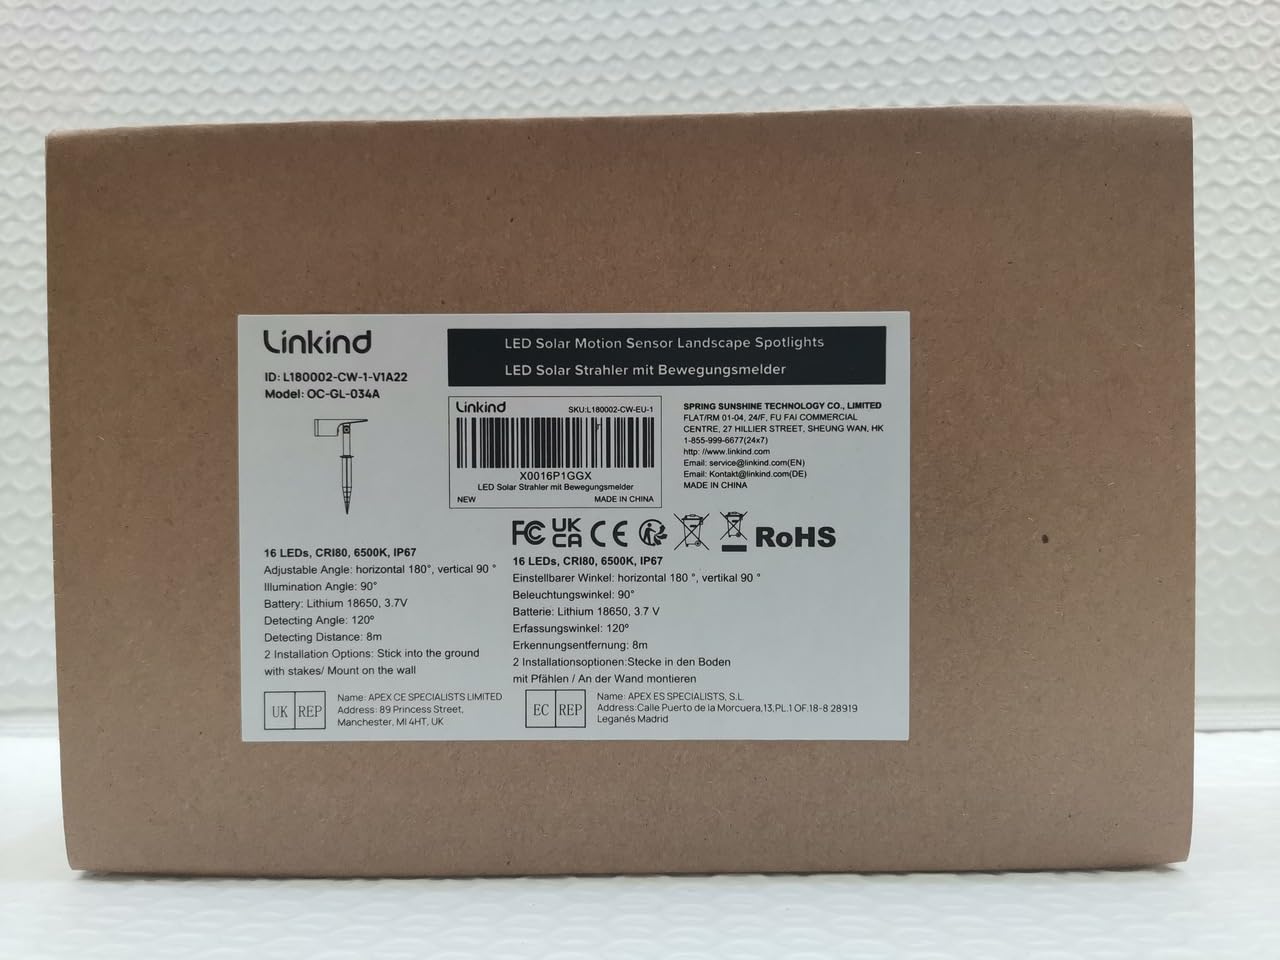 Linkind
ID: L180002-CW-1-V1A22
Model: OC-GL-034A
LED Solar Motion Sensor Landscape Spotlights
LED Solar Strahler mit Bewegungsmelder
Linkind
SKU:L180002-CW-EU-1
X0016P1GGX
LED Solar Strahler mit Bewegungsmelder
NEW
MADE IN CHINA
SPRING SUNSHINE TECHNOLOGY CO., LIMITED
FLAT/RM 01-04, 24/F, FU FAI COMMERCIAL
CENTRE, 27 HILLIER STREET, SHEUNG WAN, HK
1-855-999-6677(24x7)
http: //www.linkind.com
Email: service@linkind.com(EN)
Email: Kontakt@linkind.com(DE)
MADE IN CHINA
FC UK CA CE RoHS
16 LEDs, CRI80, 6500K, IP67
Adjustable Angle: horizontal 180°, vertical 90 °
Illumination Angle: 90°
Battery: Lithium 18650, 3.7V
Detecting Angle: 120º
Detecting Distance: 8m
2 Installation Options: Stick into the ground
with stakes/ Mount on the wall
16 LEDs, CRI80, 6500K, IP67
Einstellbarer Winkel: horizontal 180 °, vertikal 90 °
Beleuchtungswinkel: 90°
Batterie: Lithium 18650, 3.7 V
Erfassungswinkel: 120º
Erkennungsentfernung: 8m
2 Installationsoptionen:Stecke in den Boden
mit Pfählen / An der Wand montieren
UK REP
Name: APEX CE SPECIALISTS LIMITED
Address: 89 Princess Street,
Manchester, M1 4HT, UK
EC REP
Name: APEX ES SPECIALISTS, S.L.
Address:Calle Puerto de la Morcuera,13,PL.1 OF.18-8 28919
Leganés Madrid